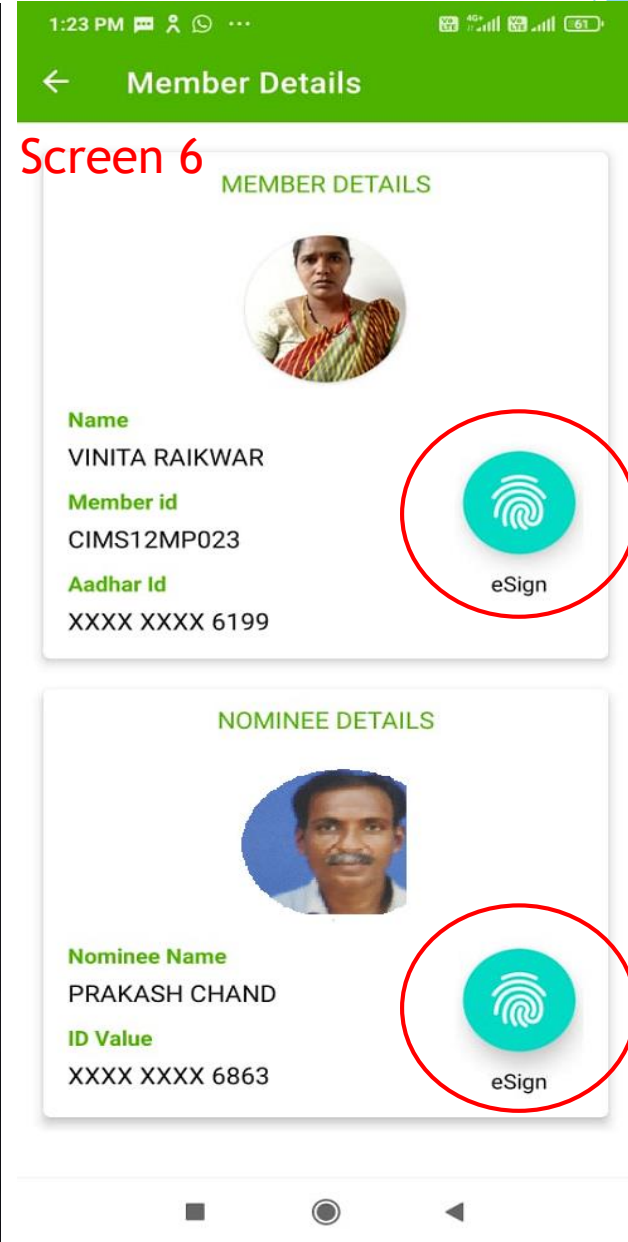 1:23 PM
4G+
61
Member Details
Screen 6
MEMBER DETAILS
Name
VINITA RAIKWAR
Member id
CIMS12MP023
Aadhar Id
XXXX XXXX 6199
eSign
NOMINEE DETAILS
Nominee Name
PRAKASH CHAND
ID Value
XXXX XXXX 6863
eSign